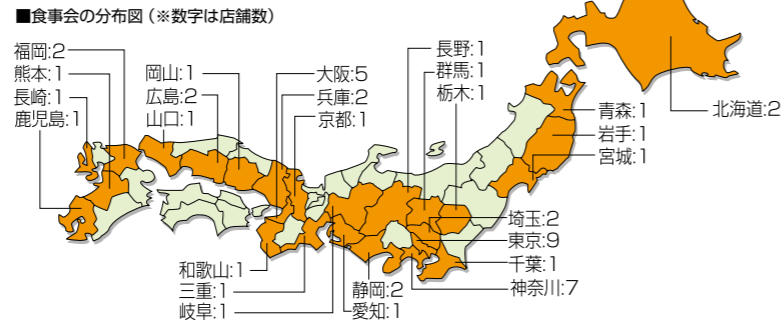 ■食事会の分布図（※数字は店舗数）
福岡:2
熊本:1
長崎:1
鹿児島:1
岡山:1
広島:2
山口:1
大阪:5
兵庫:2
京都:1
長野:1
群馬:1
栃木:1
青森:1
岩手:1
宮城:1
北海道:2
埼玉:2
東京:9
千葉:1
神奈川:7
和歌山:1
三重:1
岐阜:1
静岡:2
愛知:1